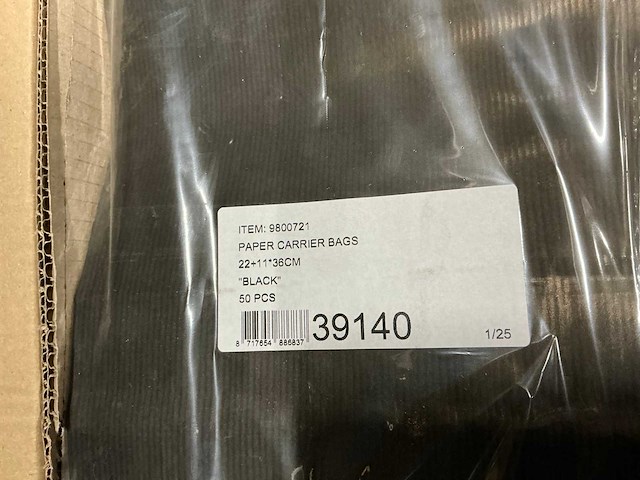 ITEM: 9800721
PAPER CARRIER BAGS
22+11*36CM
"BLACK"
50 PCS
39140
8 717654 886837
1/25